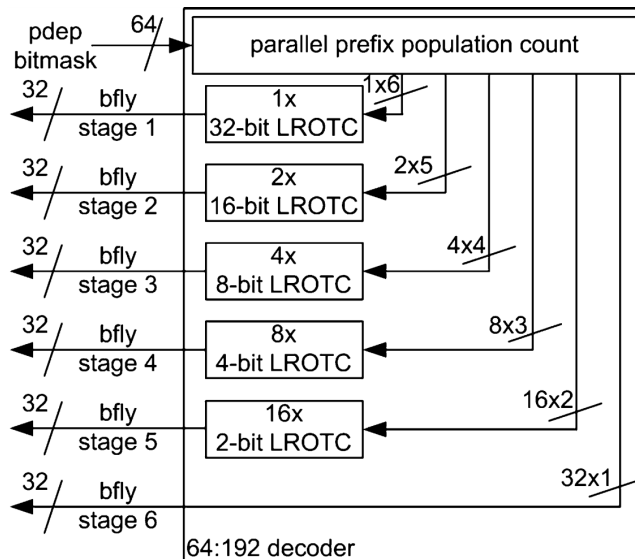 64
pdep
bitmask
parallel prefix population count
32
bfly
stage 1
1x
32-bit LROTC
1x6
32
bfly
stage 2
2x
16-bit LROTC
2x5
32
bfly
stage 3
4x
8-bit LROTC
4x4
32
bfly
stage 4
8x
4-bit LROTC
8x3
32
bfly
stage 5
16x
2-bit LROTC
16x2
32
bfly
stage 6
32x1
64:192 decoder